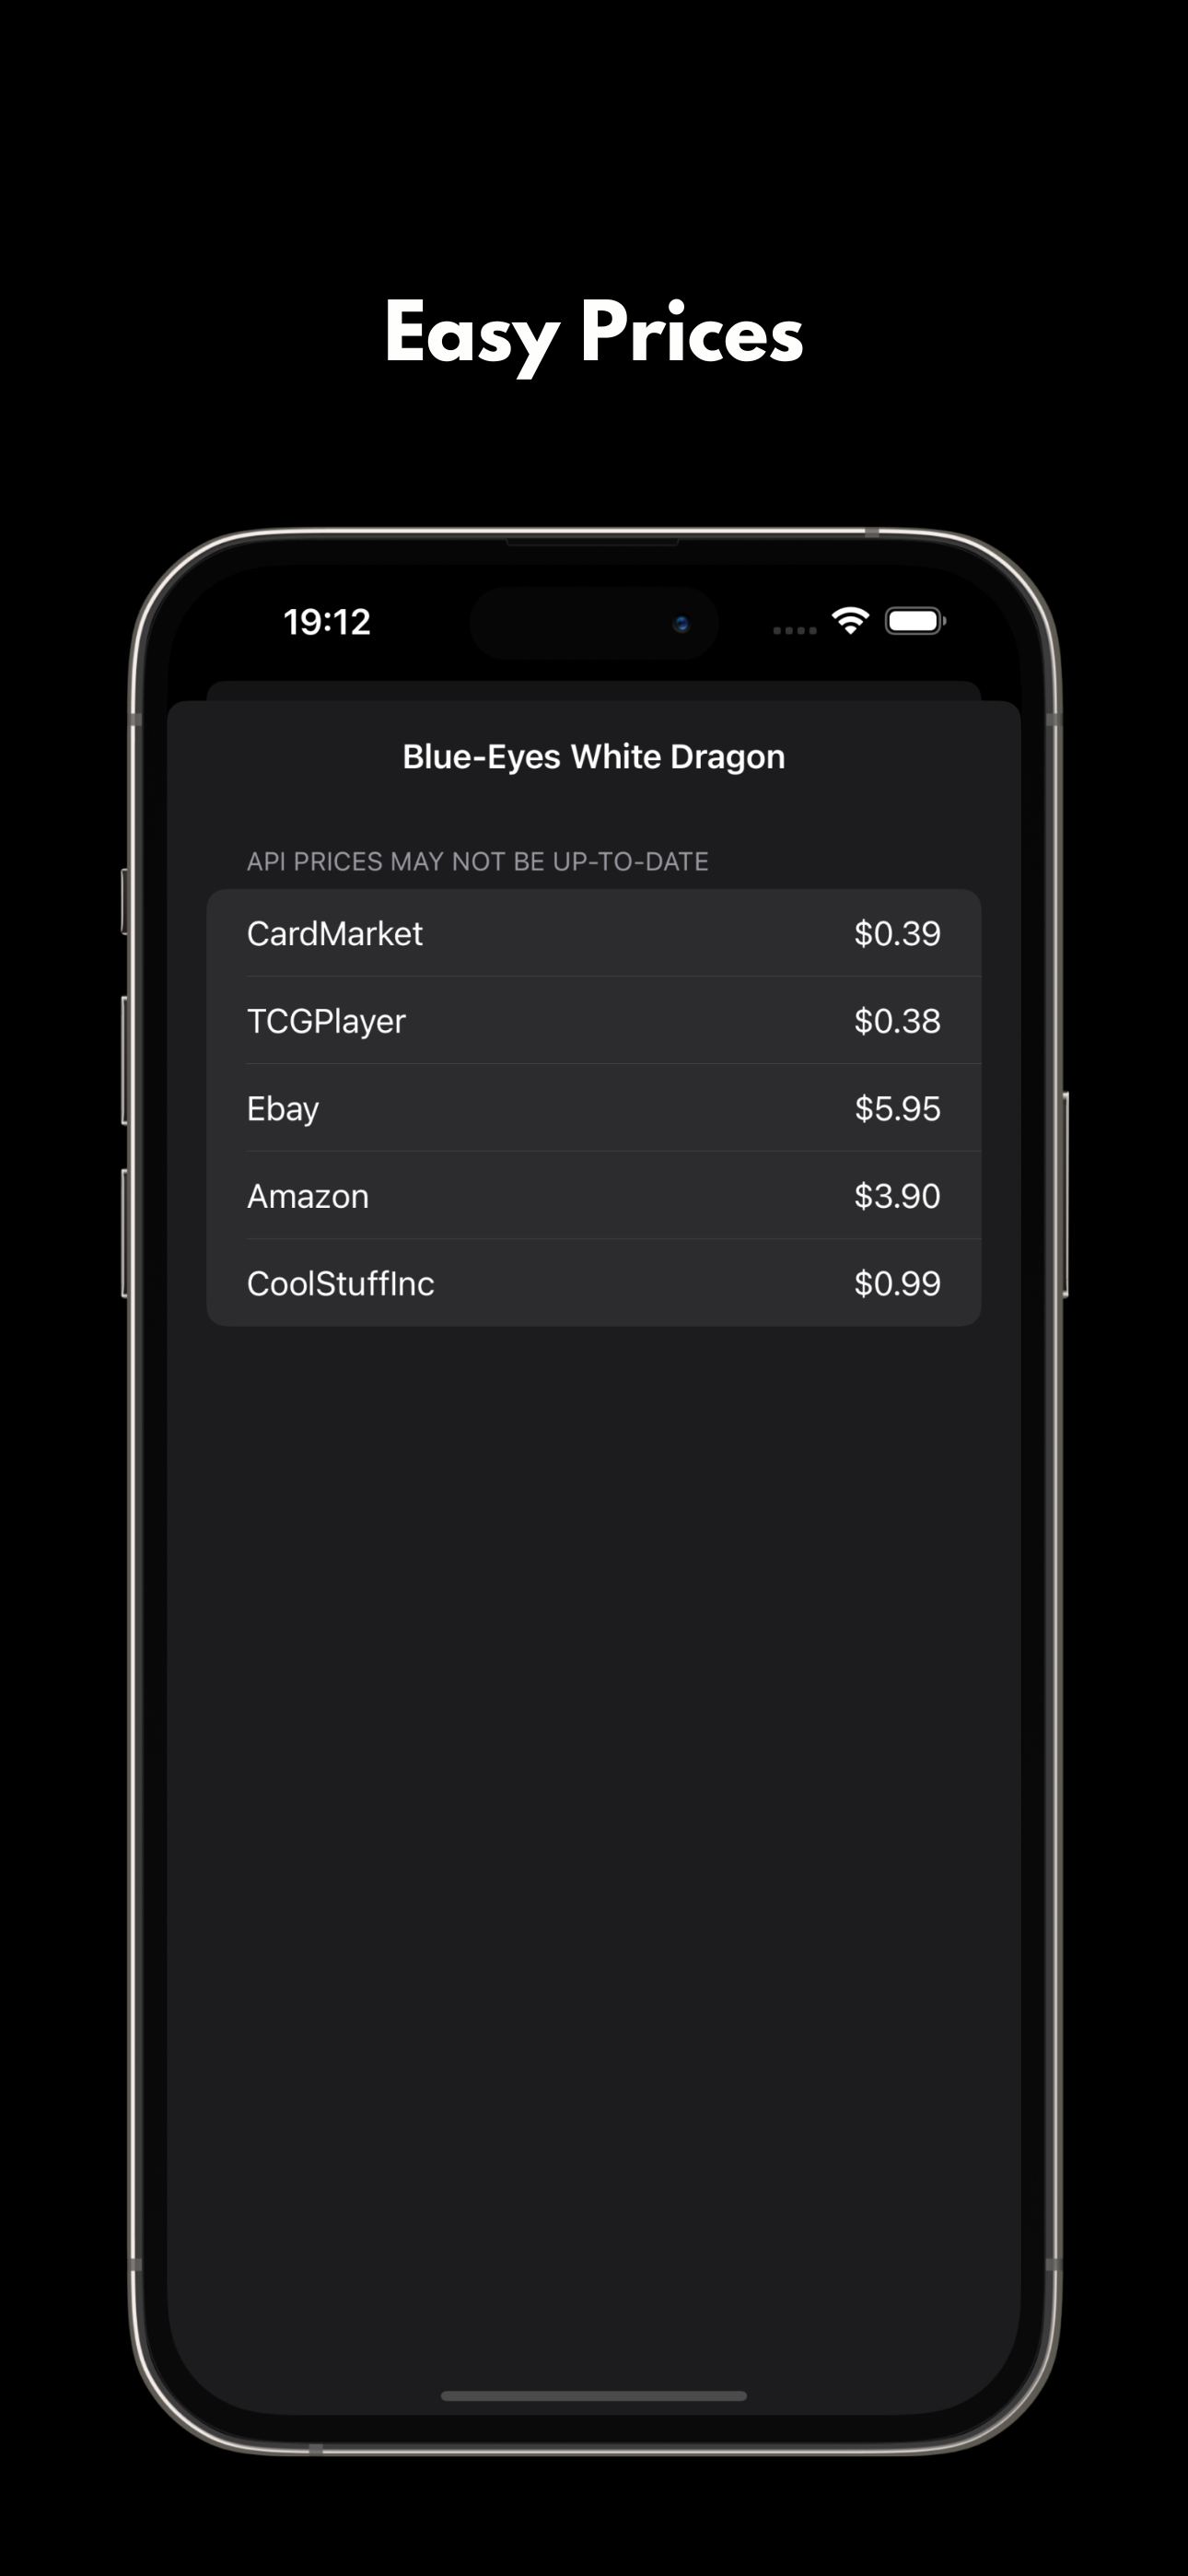 Easy Prices
19:12
Blue-Eyes White Dragon
API PRICES MAY NOT BE UP-TO-DATE
CardMarket $0.39
TCGPlayer $0.38
Ebay $5.95
Amazon $3.90
CoolStuffInc $0.99